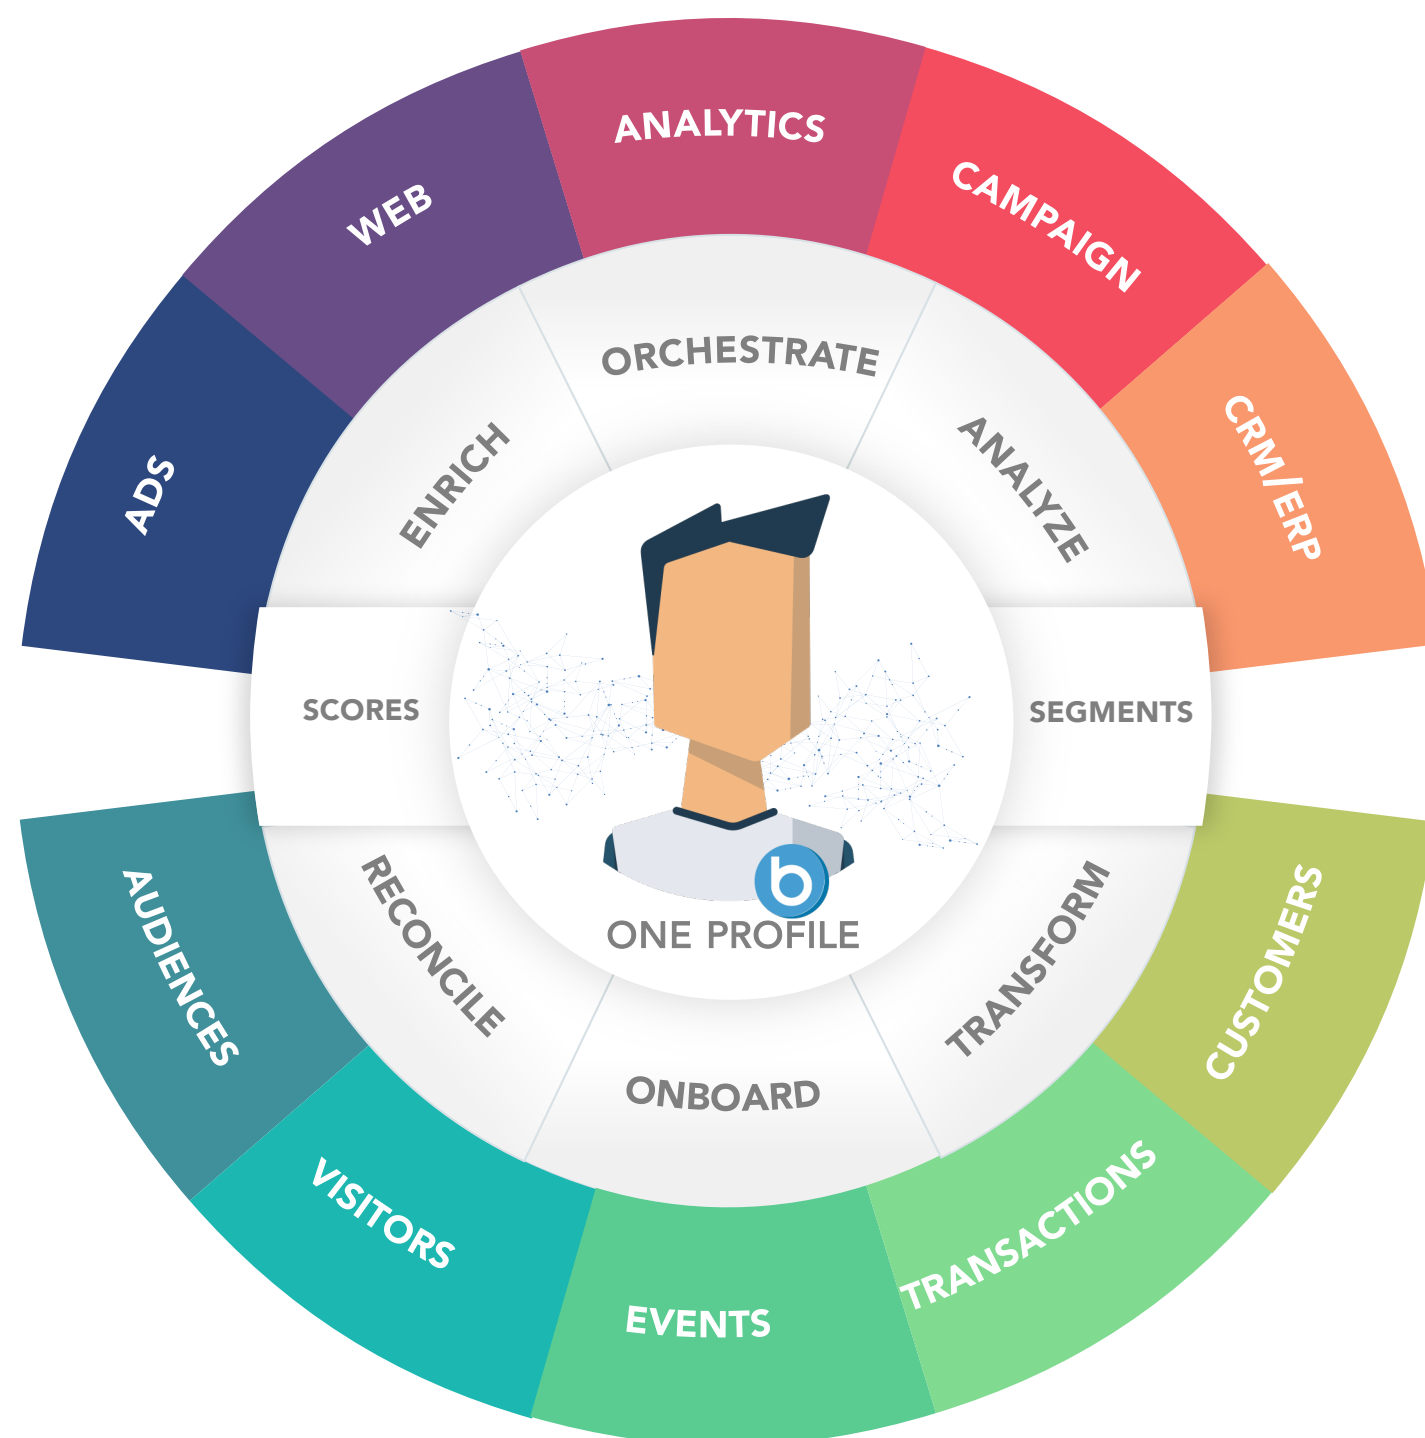 ANALYTICS
WEB
CAMPAIGN
ADS
CRM/ERP
ORCHESTRATE
ENRICH
ANALYZE
SCORES
SEGMENTS
b
ONE PROFILE
RECONCILE
TRANSFORM
ONBOARD
AUDIENCES
CUSTOMERS
VISITORS
TRANSACTIONS
EVENTS